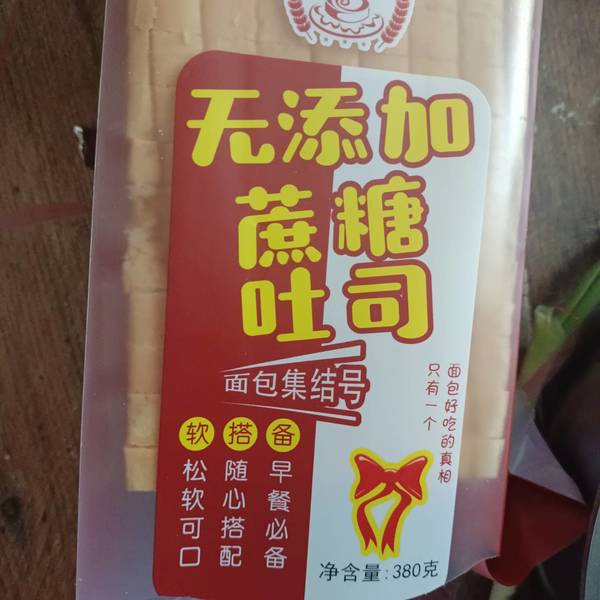 无添加
蔗糖
吐司
面包集结号
面包好吃的真相
只有一个
软 搭 备
松软可口
随心搭配
早餐必备
净含量:380克